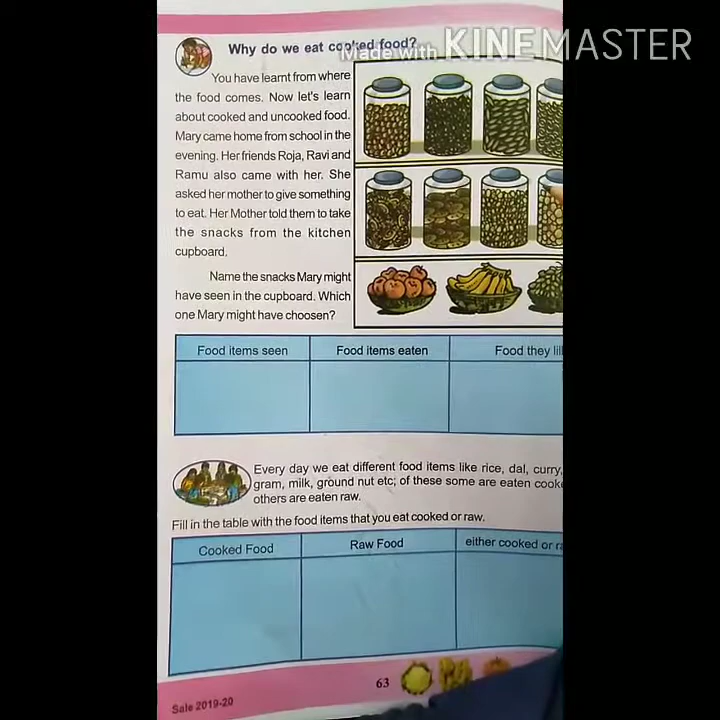 Made with KINEMASTER
Why do we eat cooked food?
You have learnt from where
the food comes. Now let's learn
about cooked and uncooked food.
Mary came home from school in the
evening. Her friends Roja, Ravi and
Ramu also came with her. She
asked her mother to give something
to eat. Her Mother told them to take
the snacks from the kitchen
cupboard.
Name the snacks Mary might
have seen in the cupboard. Which
one Mary might have choosen?
Food items seen
Food items eaten
Food they
Every day we eat different food items like rice, dal, curry,
gram, milk, ground nut etc; of these some are eaten
others are eaten raw.
Fill in the table with the food items that you eat cooked or raw.
Cooked Food
Raw Food
either cooked or
63
Sale 2019-20